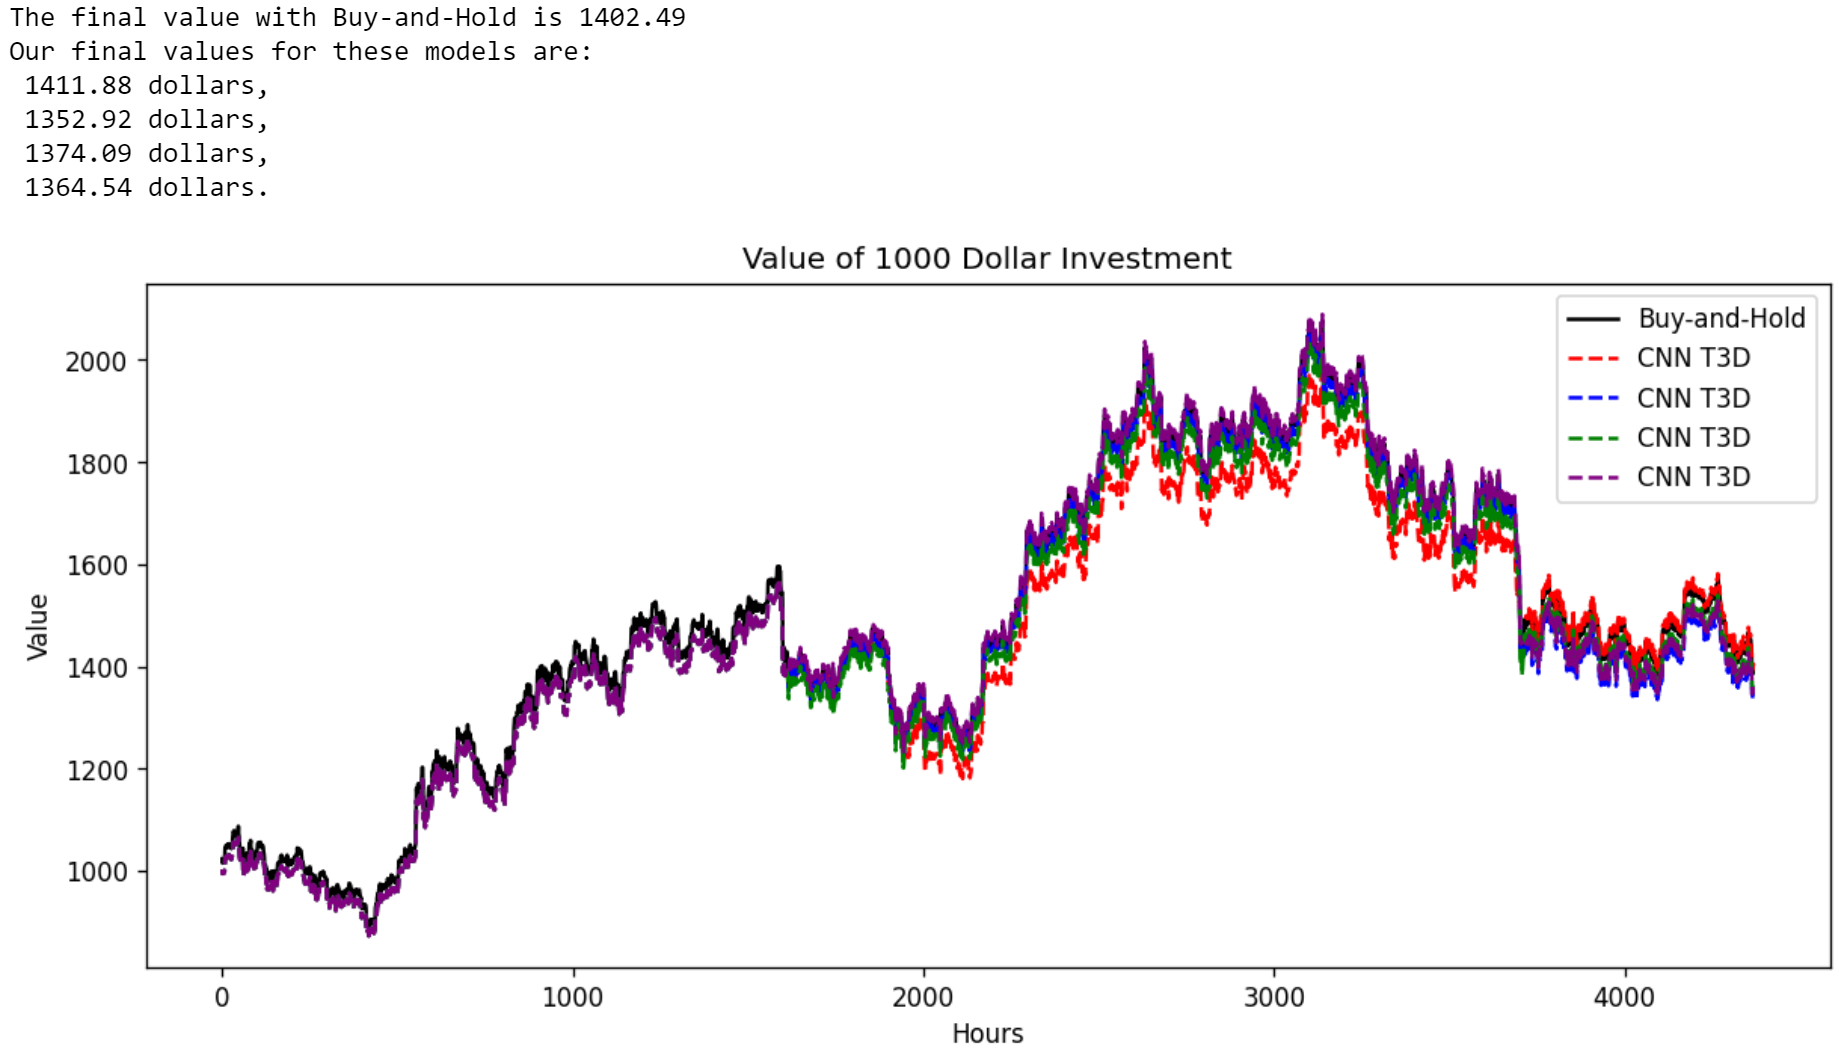 The final value with Buy-and-Hold is 1402.49
Our final values for these models are:
1411.88 dollars,
1352.92 dollars,
1374.09 dollars,
1364.54 dollars.
Value of 1000 Dollar Investment
Buy-and-Hold
CNN T3D
CNN T3D
CNN T3D
CNN T3D
2000
1800
1600
1400
1200
1000
Value
0 1000 2000 3000 4000
Hours